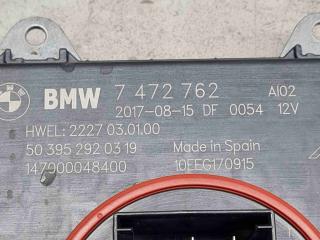 BMW 7 472 762 AI02
2017-08-15 DF 0054 12V
HWEL: 2227 03.01.00
50 395 292 03 19 Made in Spain
147900048400 10EEG170915